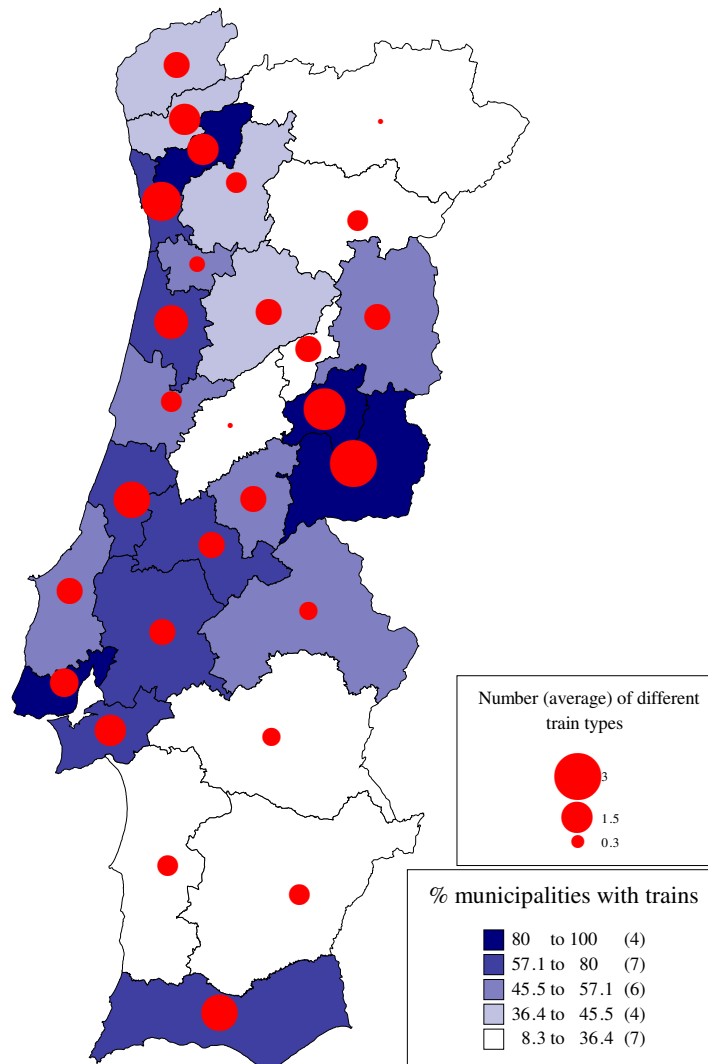 Number (average) of different
train types
3
1.5
0.3
% municipalities with trains
80 to 100 (4)
57.1 to 80 (7)
45.5 to 57.1 (6)
36.4 to 45.5 (4)
8.3 to 36.4 (7)